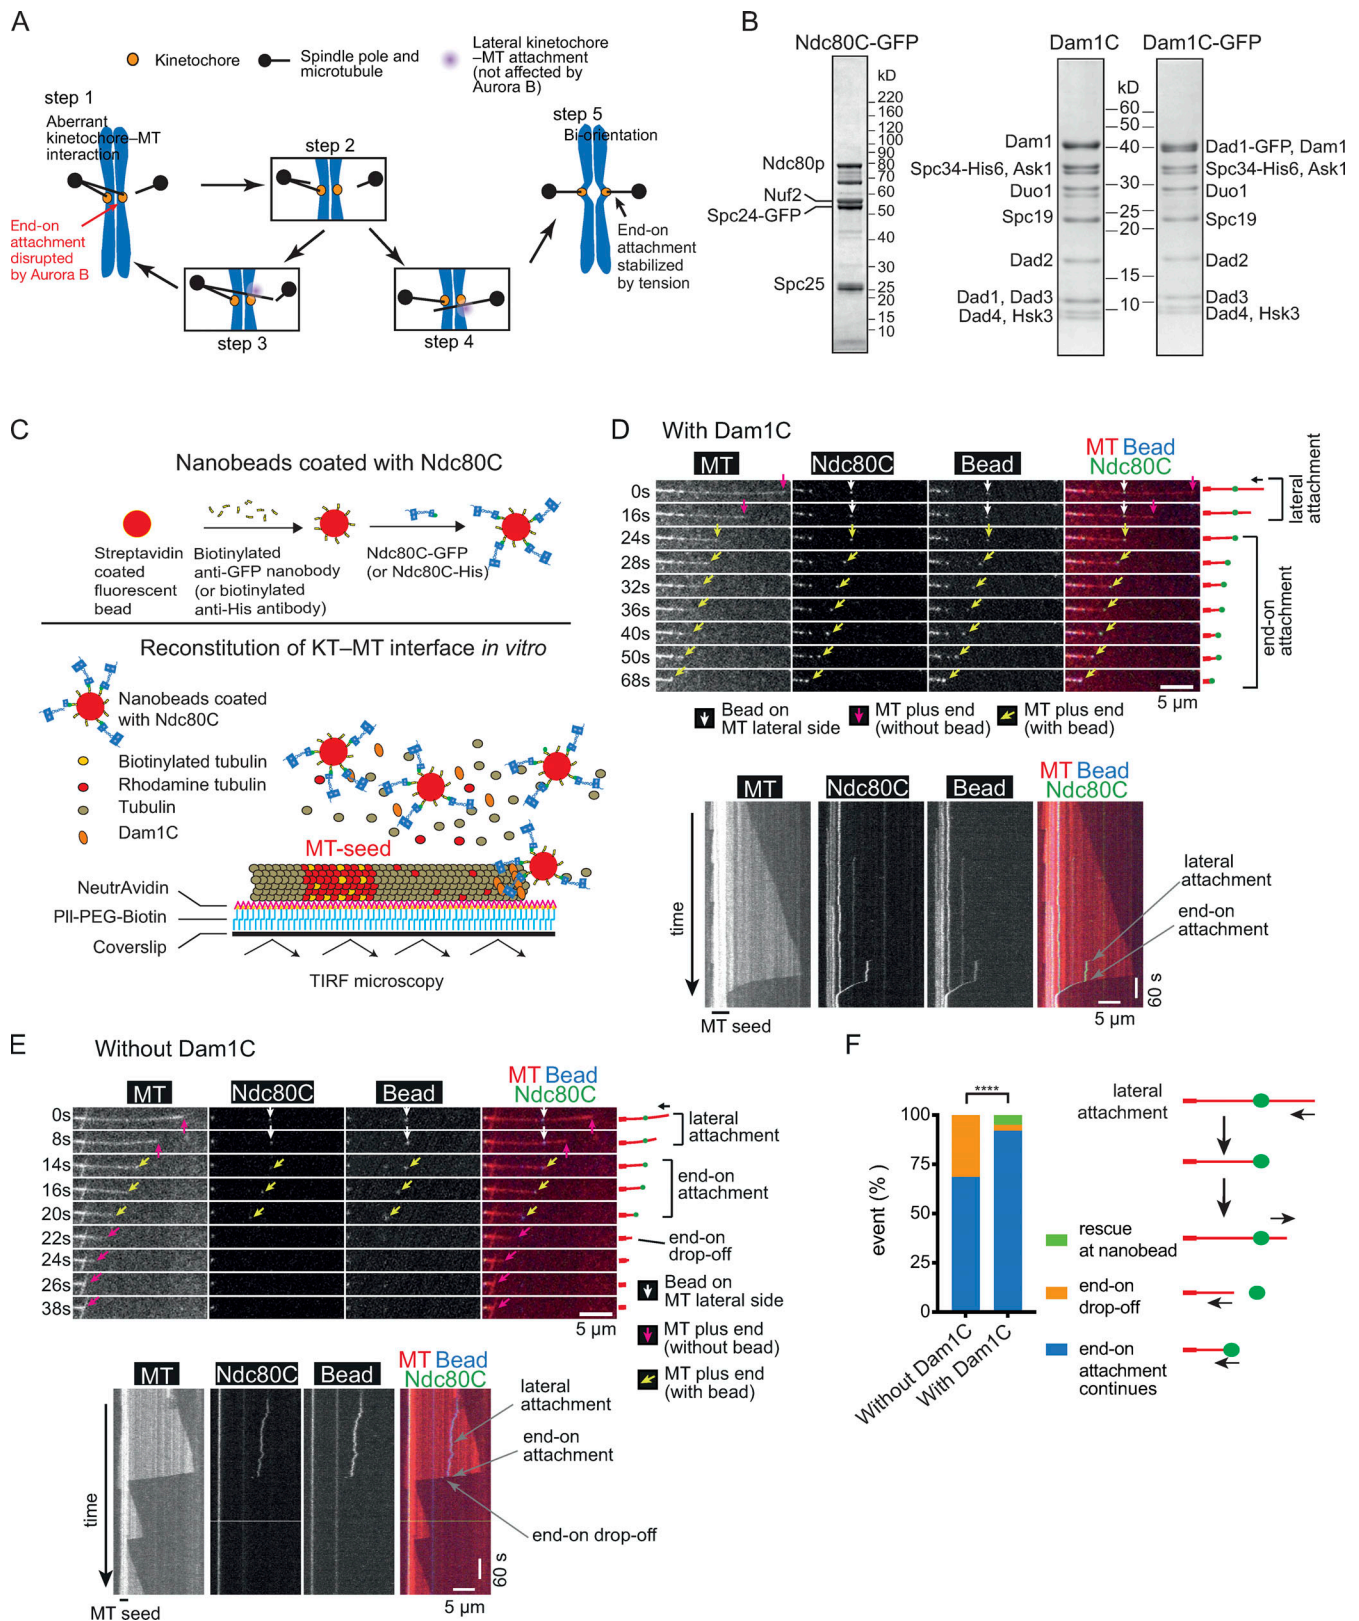 A
Kinetochore
Spindle pole and
microtubule
Lateral kinetochore
–MT attachment
(not affected by
Aurora B)
step 1
Aberrant
kinetochore–MT
interaction
End-on
attachment
disrupted
by Aurora B
step 2
step 3
step 4
step 5
Bi-orientation
End-on
attachment
stabilized
by tension
B
Ndc80C-GFP
kD
220
160
120
100
90
80
70
60
50
40
30
25
20
15
10
Ndc80p
Nuf2
Spc24-GFP
Spc25
Dam1C
Dam1C-GFP
kD
60
50
40
30
25
20
15
10
Dam1
Spc34-His6, Ask1
Duo1
Spc19
Dad2
Dad1, Dad3
Dad4, Hsk3
Dad1-GFP, Dam1
Spc34-His6, Ask1
Duo1
Spc19
Dad2
Dad3
Dad4, Hsk3
C
Nanobeads coated with Ndc80C
Streptavidin
coated
fluorescent
bead
Biotinylated
anti-GFP nanobody
(or biotinylated
anti-His antibody)
Ndc80C-GFP
(or Ndc80C-His)
Reconstitution of KT–MT interface in vitro
Nanobeads coated
with Ndc80C
Biotinylated tubulin
Rhodamine tubulin
Tubulin
Dam1C
MT-seed
NeutrAvidin
Pll-PEG-Biotin
Coverslip
TIRF microscopy
D
With Dam1C
MT
Ndc80C
Bead
MT Bead
Ndc80C
0s
16s
24s
28s
32s
36s
40s
50s
68s
lateral
attachment
end-on
attachment
5 µm
Bead on
MT lateral side
MT plus end
(without bead)
MT plus end
(with bead)
MT
Ndc80C
Bead
MT Bead
Ndc80C
time
lateral
attachment
end-on
attachment
60 s
5 µm
MT seed
E
Without Dam1C
MT
Ndc80C
Bead
MT Bead
Ndc80C
0s
8s
14s
16s
20s
22s
24s
26s
38s
lateral
attachment
end-on
attachment
end-on
drop-off
5 µm
Bead on
MT lateral side
MT plus end
(without bead)
MT plus end
(with bead)
MT
Ndc80C
Bead
MT Bead
Ndc80C
time
lateral
attachment
end-on
attachment
end-on drop-off
60 s
5 µm
MT seed
F
****
event (% )
100
75
50
25
0
Without Dam1C
With Dam1C
lateral
attachment
rescue
at nanobead
end-on
drop-off
end-on
attachment
continues